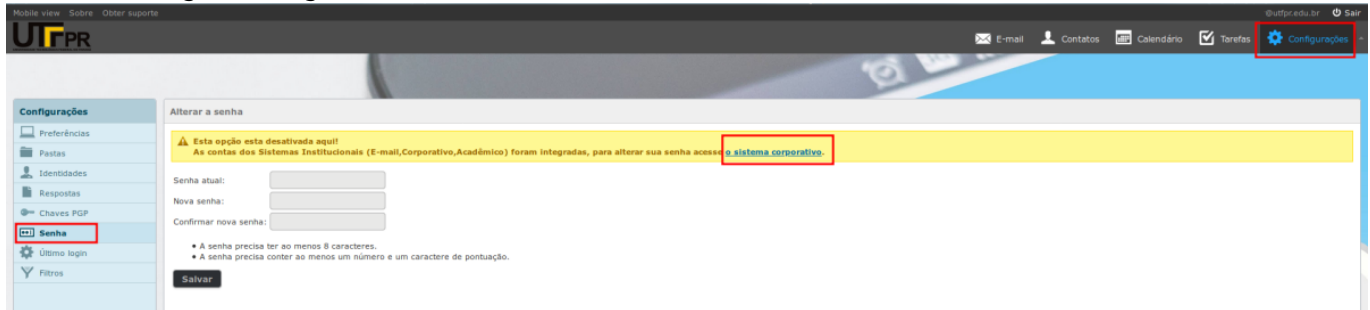 Mobile view Sobre Obter suporte
@utfpr.edu.br Sair
UTFPR
E-mail Contatos Calendário Tarefas Configurações
Configurações
Preferências
Pastas
Identidades
Respostas
Chaves PGP
Senha
Último login
Filtros
Alterar a senha
Esta opção esta desativada aqui!
As contas dos Sistemas Institucionais (E-mail,Corporativo,Acadêmico) foram integradas, para alterar sua senha acesse o sistema corporativo.
Senha atual:
Nova senha:
Confirmar nova senha:
• A senha precisa ter ao menos 8 caracteres.
• A senha precisa conter ao menos um número e um caractere de pontuação.
Salvar